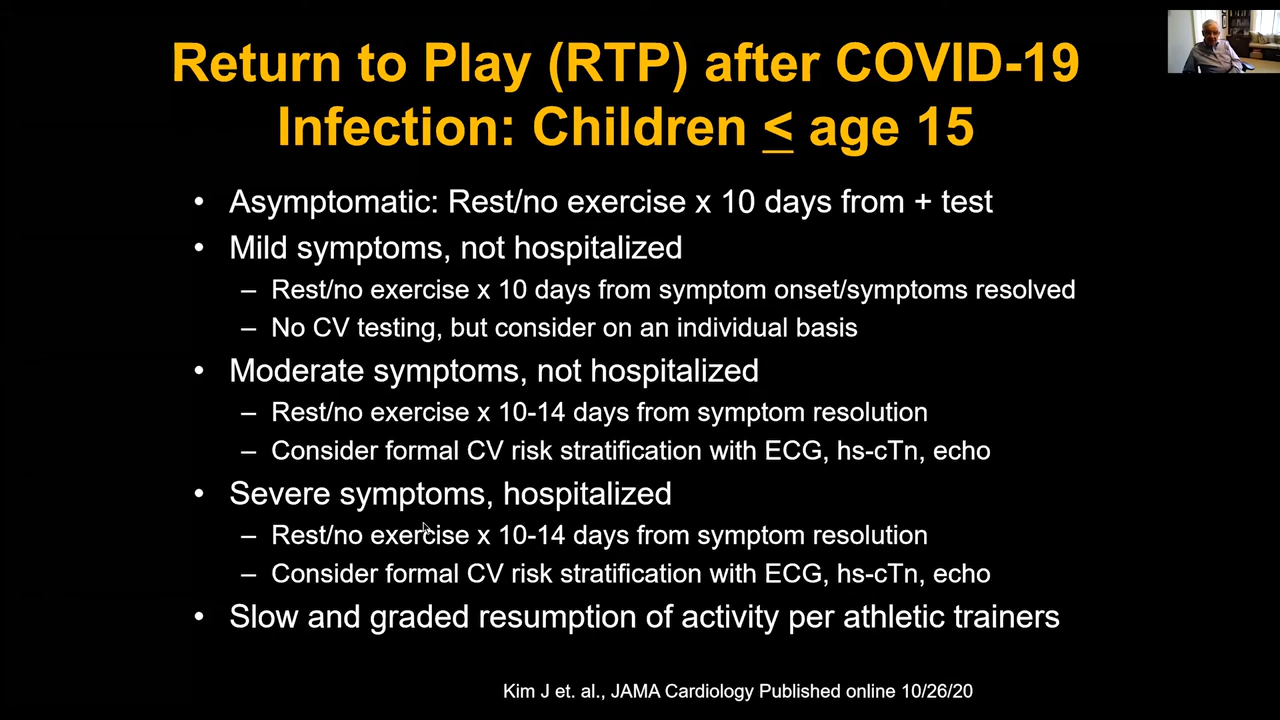 Return to Play (RTP) after COVID-19
Infection: Children ≤ age 15
• Asymptomatic: Rest/no exercise x 10 days from + test
• Mild symptoms, not hospitalized
– Rest/no exercise x 10 days from symptom onset/symptoms resolved
– No CV testing, but consider on an individual basis
• Moderate symptoms, not hospitalized
– Rest/no exercise x 10-14 days from symptom resolution
– Consider formal CV risk stratification with ECG, hs-cTn, echo
• Severe symptoms, hospitalized
– Rest/no exercise x 10-14 days from symptom resolution
– Consider formal CV risk stratification with ECG, hs-cTn, echo
• Slow and graded resumption of activity per athletic trainers
Kim J et. al., JAMA Cardiology Published online 10/26/20